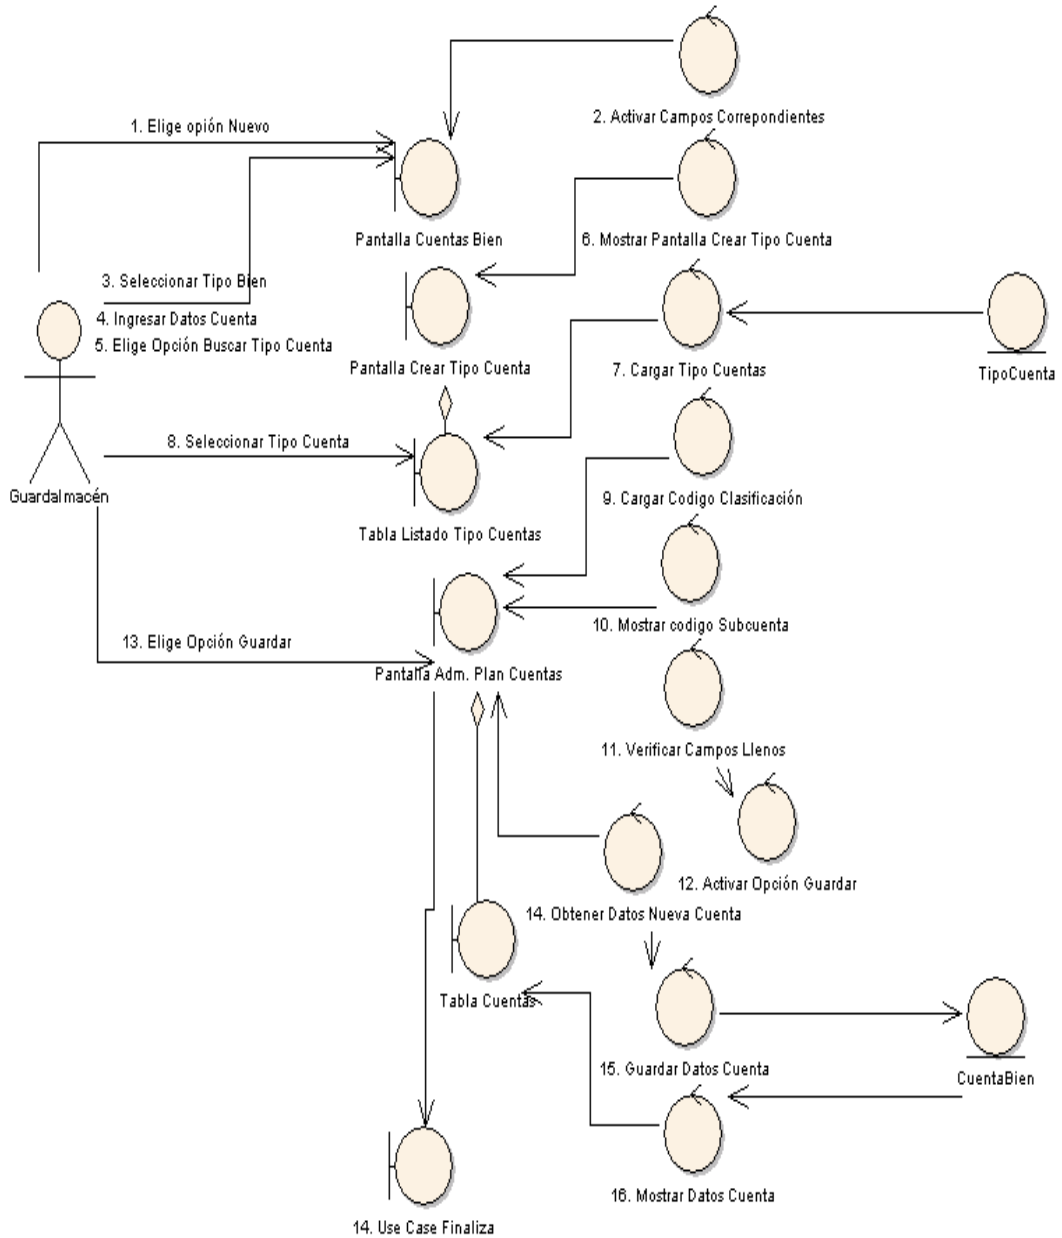 2. Activar Campos Correpondientes
1. Elige opión Nuevo
Pantalla Cuentas Bien
6. Mostrar Pantalla Crear Tipo Cuenta
3. Seleccionar Tipo Bien
4. Ingresar Datos Cuenta
5. Elige Opción Buscar Tipo Cuenta
Pantalla Crear Tipo Cuenta
7. Cargar Tipo Cuentas
TipoCuenta
8. Seleccionar Tipo Cuenta
Guardalmacén
9. Cargar Codigo Clasificación
Tabla Listado Tipo Cuentas
10. Mostrar codigo Subcuenta
13. Elige Opción Guardar
Pantalla Adm. Plan Cuentas
11. Verificar Campos Llenos
12. Activar Opción Guardar
14. Obtener Datos Nueva Cuenta
Tabla Cuentas
15. Guardar Datos Cuenta
CuentaBien
16. Mostrar Datos Cuenta
14. Use Case Finaliza